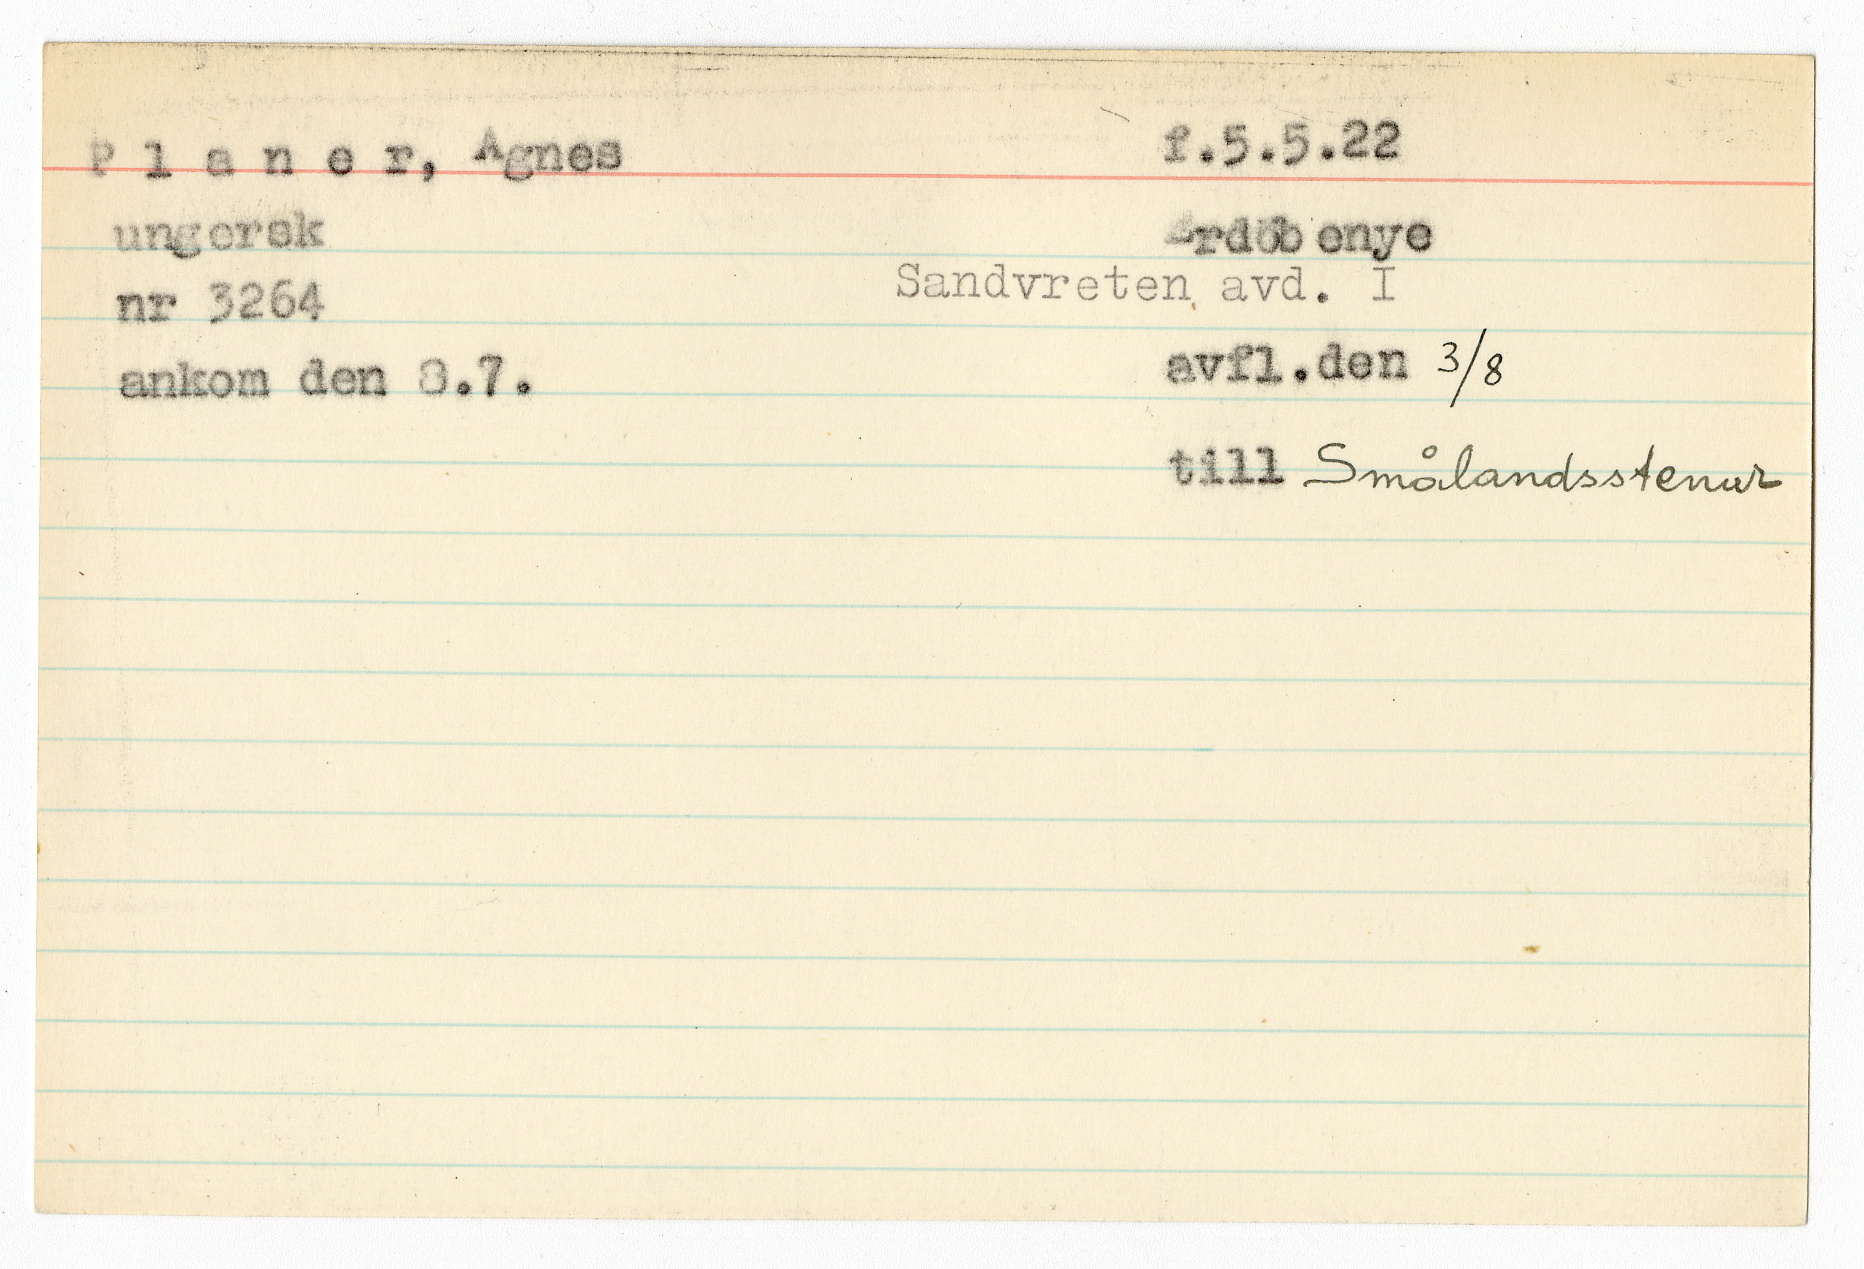 P l a n e r, Agnes f.5.5.22
ungersk Erdöbenye
Sandvreten avd. I
nr 3264
ankom den 8.7. avfl.den 3/8
till Smålandsstenar